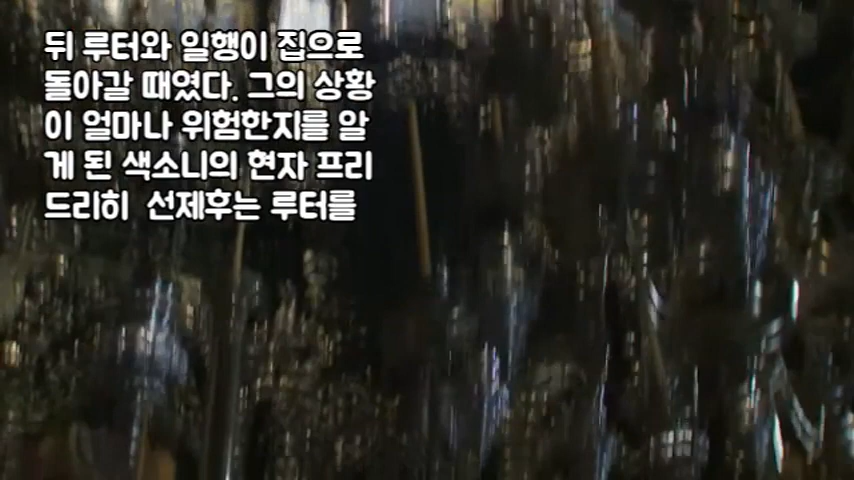 뒤 루터와 일행이 집으로
돌아갈 때였다. 그의 상황
이 얼마나 위험한지를 알
게 된 색소니의 현자 프리
드리히  선제후는 루터를